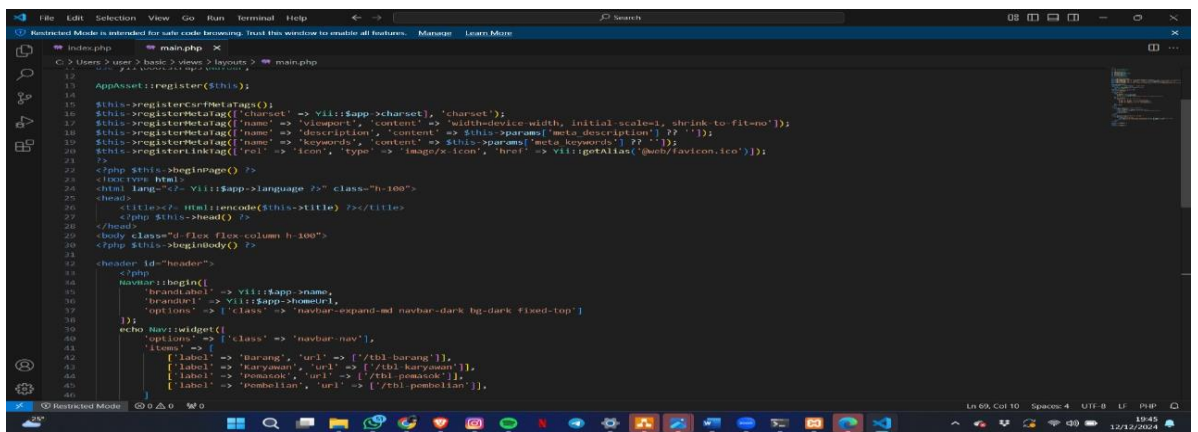 File Edit Selection View Go Run Terminal Help
Search
Restricted Mode is intended for safe code browsing. Trust this window to enable all features. Manage Learn More
index.php main.php
C: > Users > user > basic > views > layouts > main.php
12
13 AppAsset::register($this);
14
15 $this->registerCsrfMetaTags();
16 $this->registerMetaTag(['charset' => Yii::$app->charset], 'charset');
17 $this->registerMetaTag(['name' => 'viewport', 'content' => 'width=device-width, initial-scale=1, shrink-to-fit=no']);
18 $this->registerMetaTag(['name' => 'description', 'content' => $this->params['meta_description'] ?? '']);
19 $this->registerMetaTag(['name' => 'keywords', 'content' => $this->params['meta_keywords'] ?? '']);
20 $this->registerLinkTag(['rel' => 'icon', 'type' => 'image/x-icon', 'href' => Yii::getAlias('@web/favicon.ico')]);
21 ?>
22 <?php $this->beginPage() ?>
23 <!DOCTYPE html>
24 <html lang="<?= Yii::$app->language ?>" class="h-100">
25 <head>
26 <title><?= Html::encode($this->title) ?></title>
27 <?php $this->head() ?>
28 </head>
29 <body class="d-flex flex-column h-100">
30 <?php $this->beginBody() ?>
31
32 <header id="header">
33 <?php
34 NavBar::begin([
35 'brandLabel' => Yii::$app->name,
36 'brandUrl' => Yii::$app->homeUrl,
37 'options' => ['class' => 'navbar-expand-md navbar-dark bg-dark fixed-top']
38 ]);
39 echo Nav::widget([
40 'options' => ['class' => 'navbar-nav'],
41 'items' => [
42 ['label' => 'Barang', 'url' => ['/tbl-barang']],
43 ['label' => 'Karyawan', 'url' => ['/tbl-karyawan']],
44 ['label' => 'Pemasok', 'url' => ['/tbl-pemasok']],
45 ['label' => 'Pembelian', 'url' => ['/tbl-pembelian']],
46 ]
Restricted Mode 0 0 0 Ln 69, Col 10 Spaces: 4 UTF-8 LF PHP
25°
19:45
12/12/2024